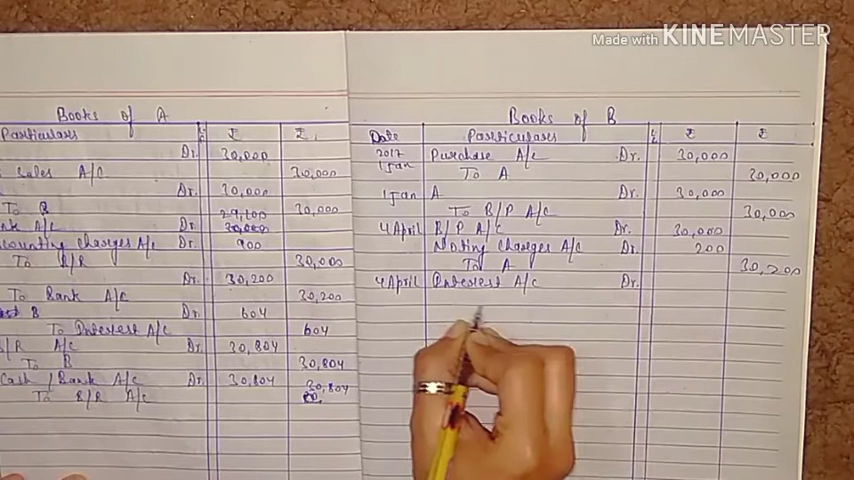 Made with KINEMASTER
Books of A
Particulars L.F. ₹ ₹
Dr. 30,000
Sales A/c 30,000
Dr. 30,000
To B 30,000
29,100
nk A/c Dr. 30,000
counting Charges A/c Dr. 900
To B/R 30,000
Dr. 30,200
To Bank A/c 30,200
B Dr. 604
To Interest A/c 604
B/R A/c Dr. 30,804
To B 30,804
Cash / Bank A/c Dr. 30,804
To B/R A/c 30,804
Books of B
Date Particulars L.F. ₹ ₹
2017
1 Jan Purchase A/c Dr. 30,000
To A 30,000
1 Jan A Dr. 30,000
To B/P A/c 30,000
4 April B/P A/c Dr. 30,000
Noting Charges A/c Dr. 200
To A 30,200
4 April Interest A/c Dr.